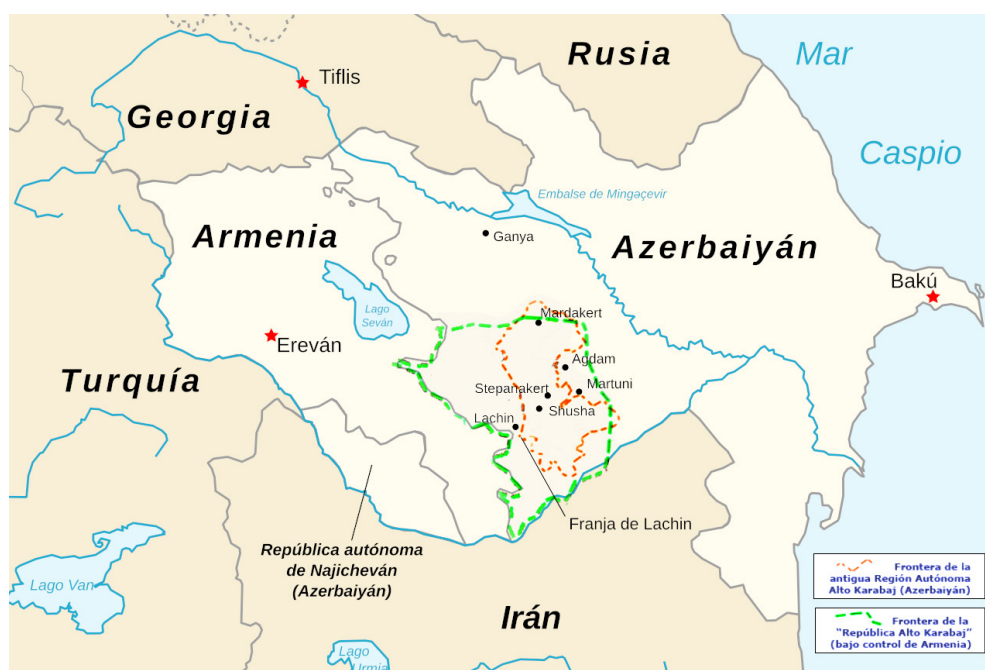 Rusia
Mar
Tiflis
Georgia
Caspio
Embalse de Mingəçevir
Armenia
Ganya
Azerbaiyán
Bakú
Lago
Seván
Mardakert
Ereván
Agdam
Turquía
Stepanakert
Martuni
Lachin
Shusha
Franja de Lachin
República autónoma
de Najicheván
(Azerbaiyán)
Lago Van
Irán
Frontera de la
antigua Región Autónoma
Alto Karabaj (Azerbaiyán)
Frontera de la
"República Alto Karabaj"
(bajo control de Armenia)
Lago
Urmia